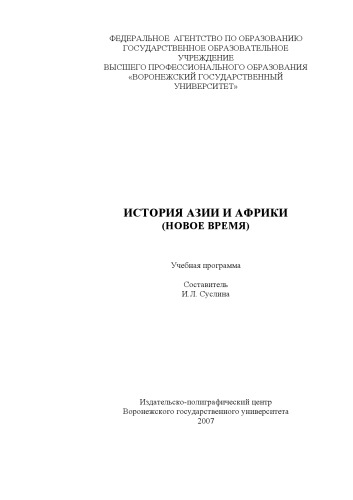 ФЕДЕРАЛЬНОЕ АГЕНТСТВО ПО ОБРАЗОВАНИЮ
ГОСУДАРСТВЕННОЕ ОБРАЗОВАТЕЛЬНОЕ
УЧРЕЖДЕНИЕ
ВЫСШЕГО ПРОФЕССИОНАЛЬНОГО ОБРАЗОВАНИЯ
«ВОРОНЕЖСКИЙ ГОСУДАРСТВЕННЫЙ
УНИВЕРСИТЕТ»
ИСТОРИЯ АЗИИ И АФРИКИ
(НОВОЕ ВРЕМЯ)
Учебная программа
Составитель
И.Л. Суслина
Издательско-полиграфический центр
Воронежского государственного университета
2007